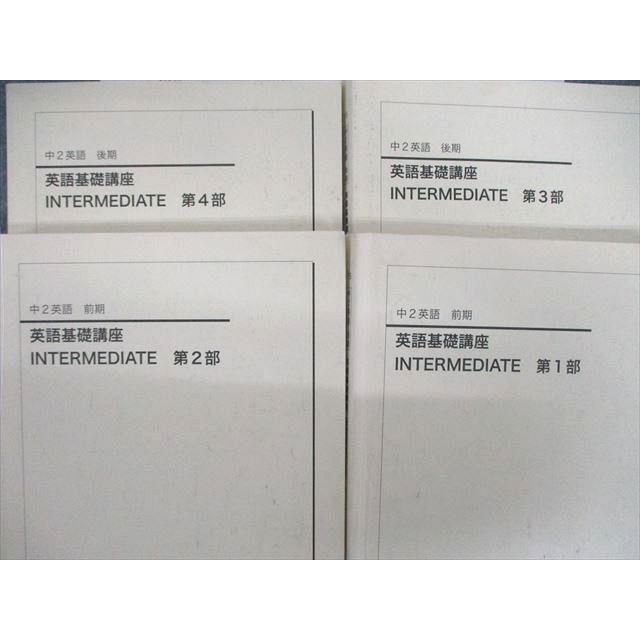 中２英語　後期
英語基礎講座
INTERMEDIATE　第４部
中２英語　後期
英語基礎講座
INTERMEDIATE　第３部
中２英語　前期
英語基礎講座
INTERMEDIATE　第２部
中２英語　前期
英語基礎講座
INTERMEDIATE　第１部